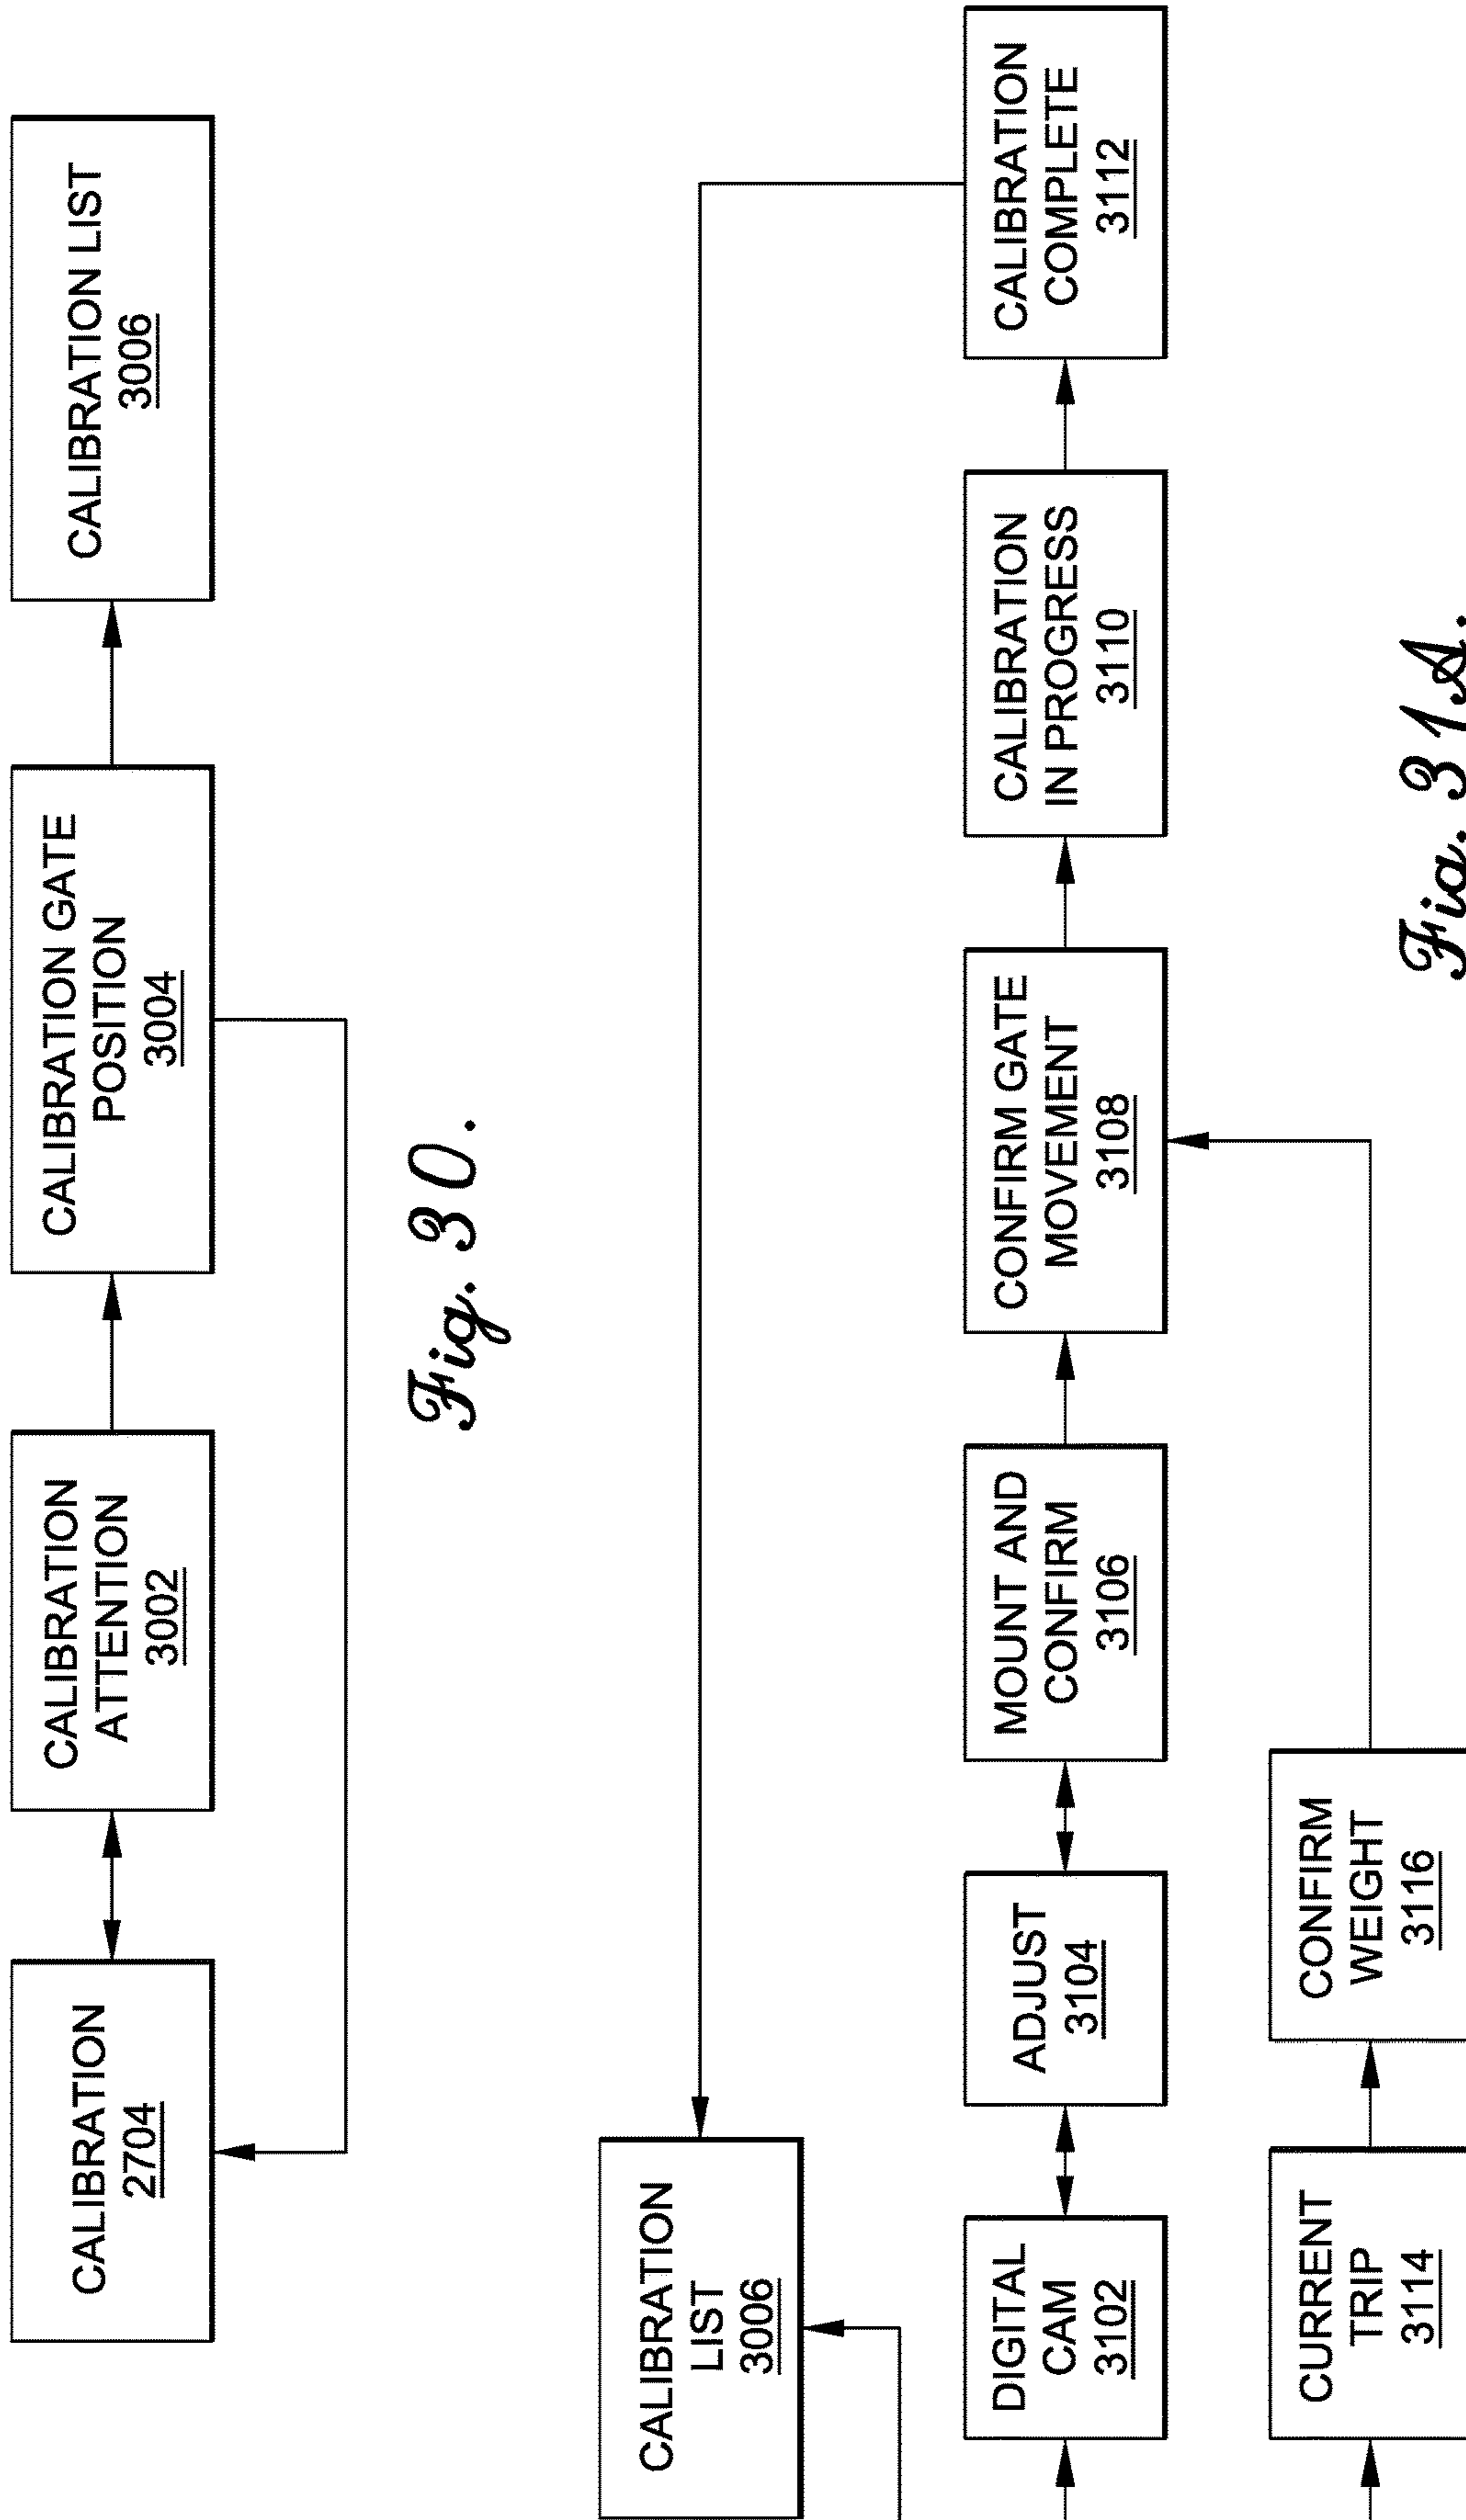 CALIBRATION
2704
CALIBRATION
ATTENTION
3002
CALIBRATION GATE
POSITION
3004
CALIBRATION LIST
3006
Fig. 30.
CALIBRATION
LIST
3006
DIGITAL
CAM
3102
ADJUST
3104
MOUNT AND
CONFIRM
3106
CONFIRM GATE
MOVEMENT
3108
CALIBRATION
IN PROGRESS
3110
CALIBRATION
COMPLETE
3112
CURRENT
TRIP
3114
CONFIRM
WEIGHT
3116
Fig. 31A.